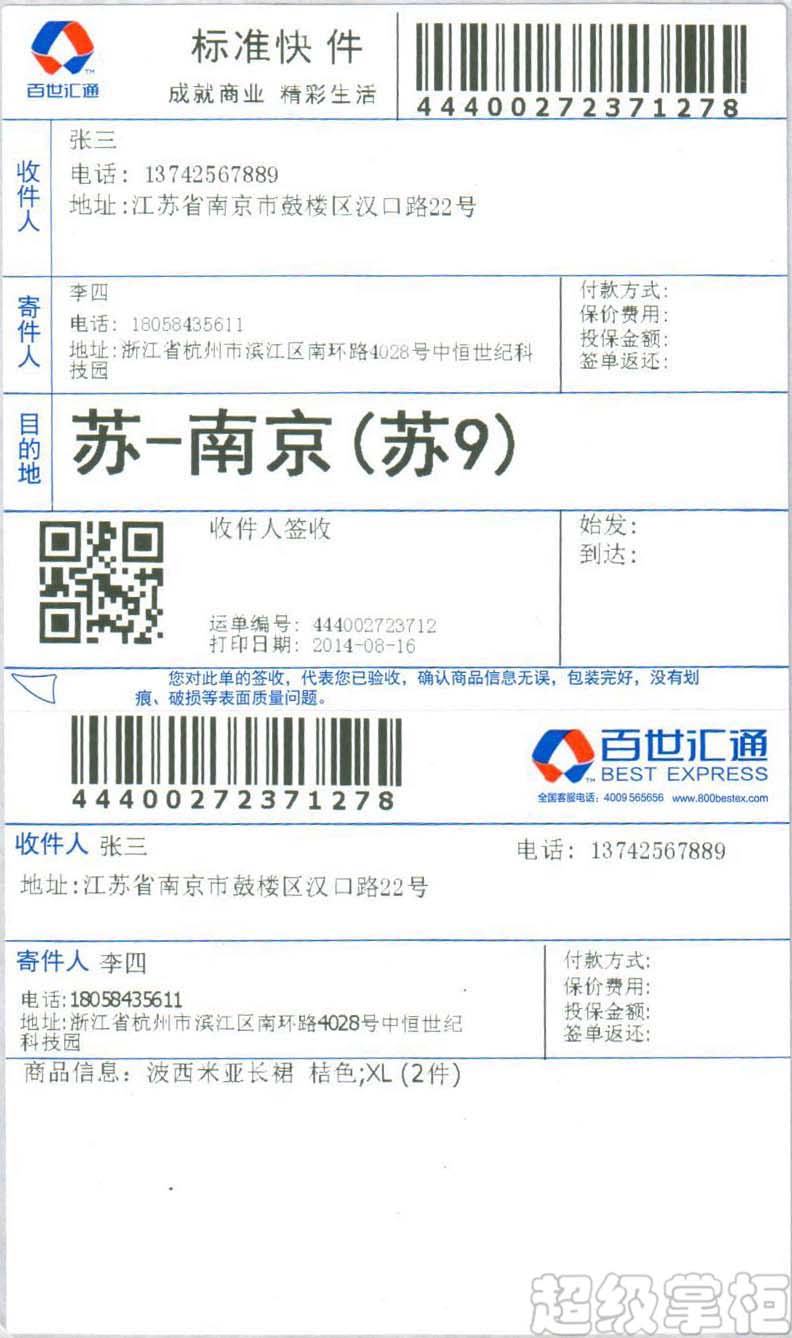 百世汇通
标准快件
成就商业 精彩生活
44400272371278
收件人
张三
电话: 13742567889
地址:江苏省南京市鼓楼区汉口路22号
寄件人
李四
电话: 18058435611
地址:浙江省杭州市滨江区南环路4028号中恒世纪科
技园
付款方式:
保价费用:
投保金额:
签单返还:
目的地
苏-南京(苏9)
收件人签收
运单编号: 444002723712
打印日期: 2014-08-16
始发:
到达:
您对此单的签收，代表您已验收，确认商品信息无误，包装完好，没有划
痕、破损等表面质量问题。
44400272371278
百世汇通
BEST EXPRESS
全国客服电话：4009 565656 www.800bestex.com
收件人 张三
电话: 13742567889
地址:江苏省南京市鼓楼区汉口路22号
寄件人 李四
电话:18058435611
地址:浙江省杭州市滨江区南环路4028号中恒世纪
科技园
付款方式:
保价费用:
投保金额:
签单返还:
商品信息: 波西米亚长裙 桔色;XL (2件)
超级掌柜